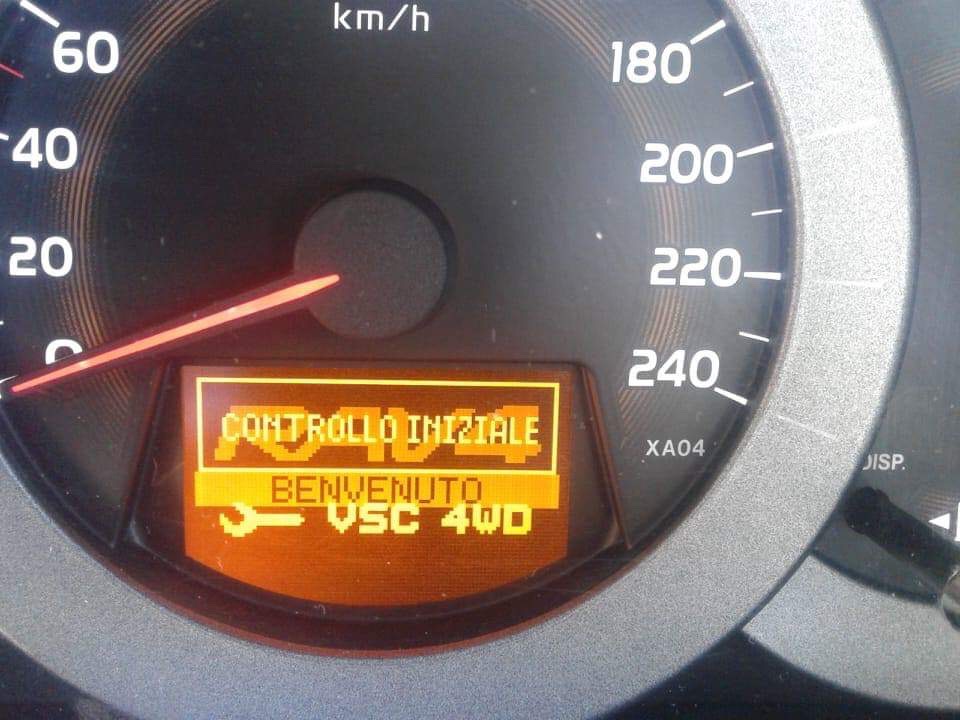 km/h
60
180
40
200
20
220
0
240
CONTROLLO INIZIALE
RAV4
XA04
DISP.
BENVENUTO
VSC 4WD